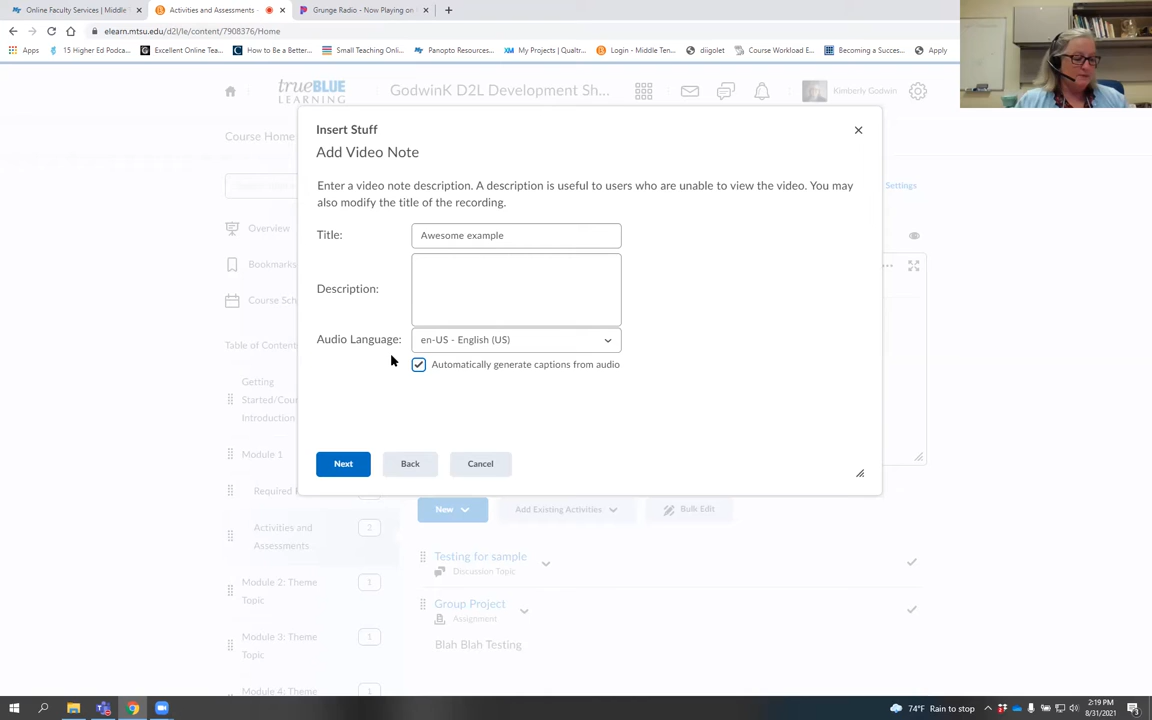 Online Faculty Services | Middle
Activities and Assessments
Grunge Radio - Now Playing on
elearn.mtsu.edu/d2l/le/content/7908376/Home
Apps
15 Higher Ed Podca...
Excellent Online Tea...
How to Be a Better...
Small Teaching Onli...
Panopto Resources...
My Projects | Qualtr...
Login - Middle Ten...
diigolet
Course Workload E...
Becoming a Succes...
Apply
trueBLUE
LEARNING
GodwinK D2L Development Sh...
Kimberly Godwin
Course Home
Settings
Insert Stuff
Add Video Note
Enter a video note description. A description is useful to users who are unable to view the video. You may
also modify the title of the recording.
Title:
Awesome example
Description:
Audio Language:
en-US - English (US)
Automatically generate captions from audio
Next
Back
Cancel
Overview
Bookmarks
Course Sch
Table of Conten
Getting
Started/Cour
Introduction
Module 1
Required
Activities and
Assessments
2
Module 2: Theme
Topic
1
Module 3: Theme
Topic
1
Module 4: Theme
1
New
Add Existing Activities
Bulk Edit
Testing for sample
Discussion Topic
Group Project
Assignment
Blah Blah Testing
74°F Rain to stop
2:19 PM
8/31/2021
3